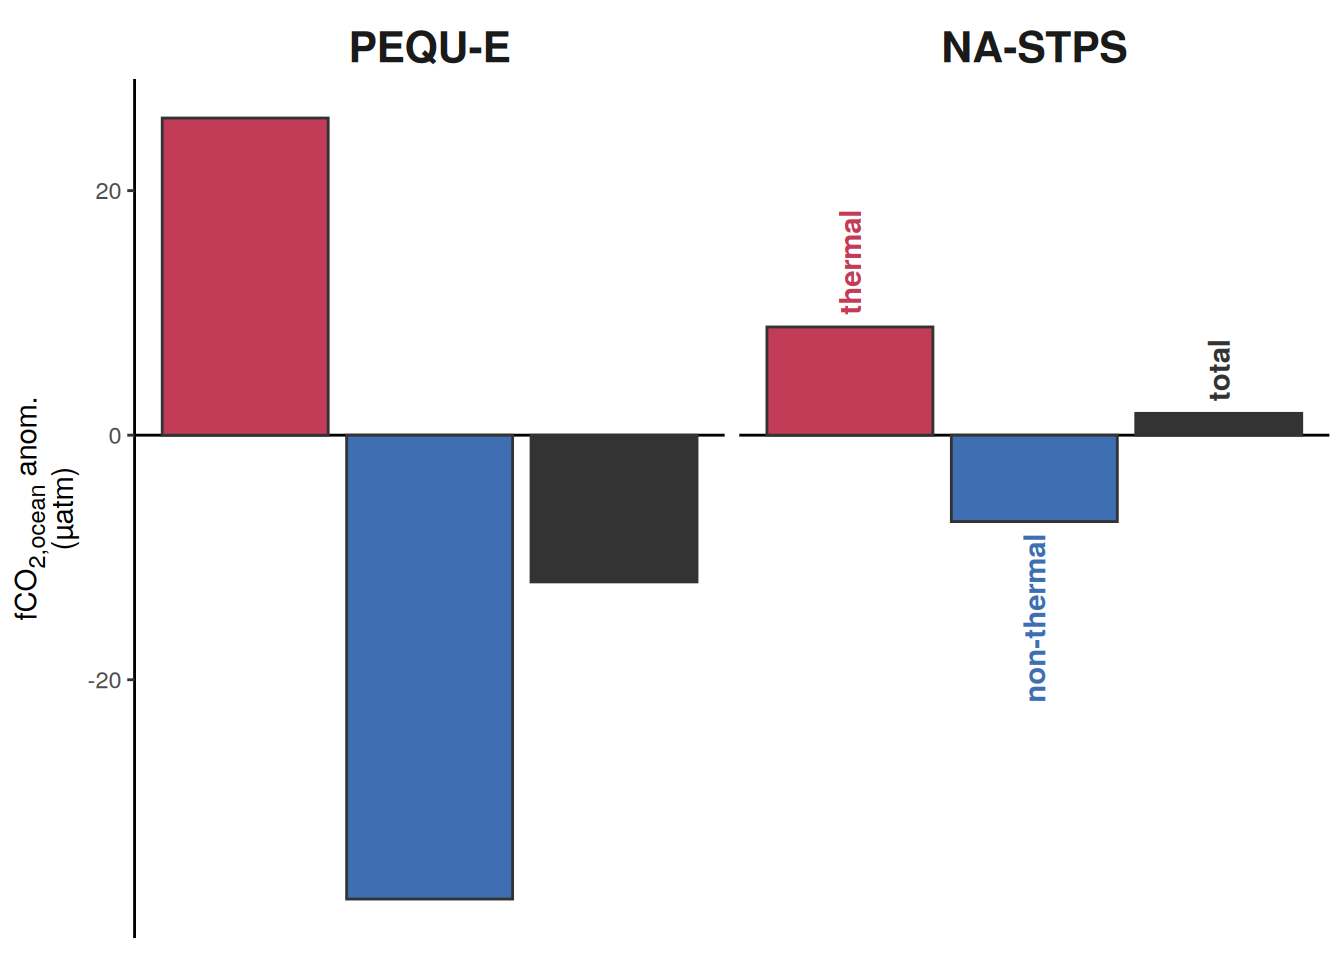 PEQU-E
NA-STPS
20
0
-20
fCO2,ocean anom.
(µatm)
thermal
non-thermal
total